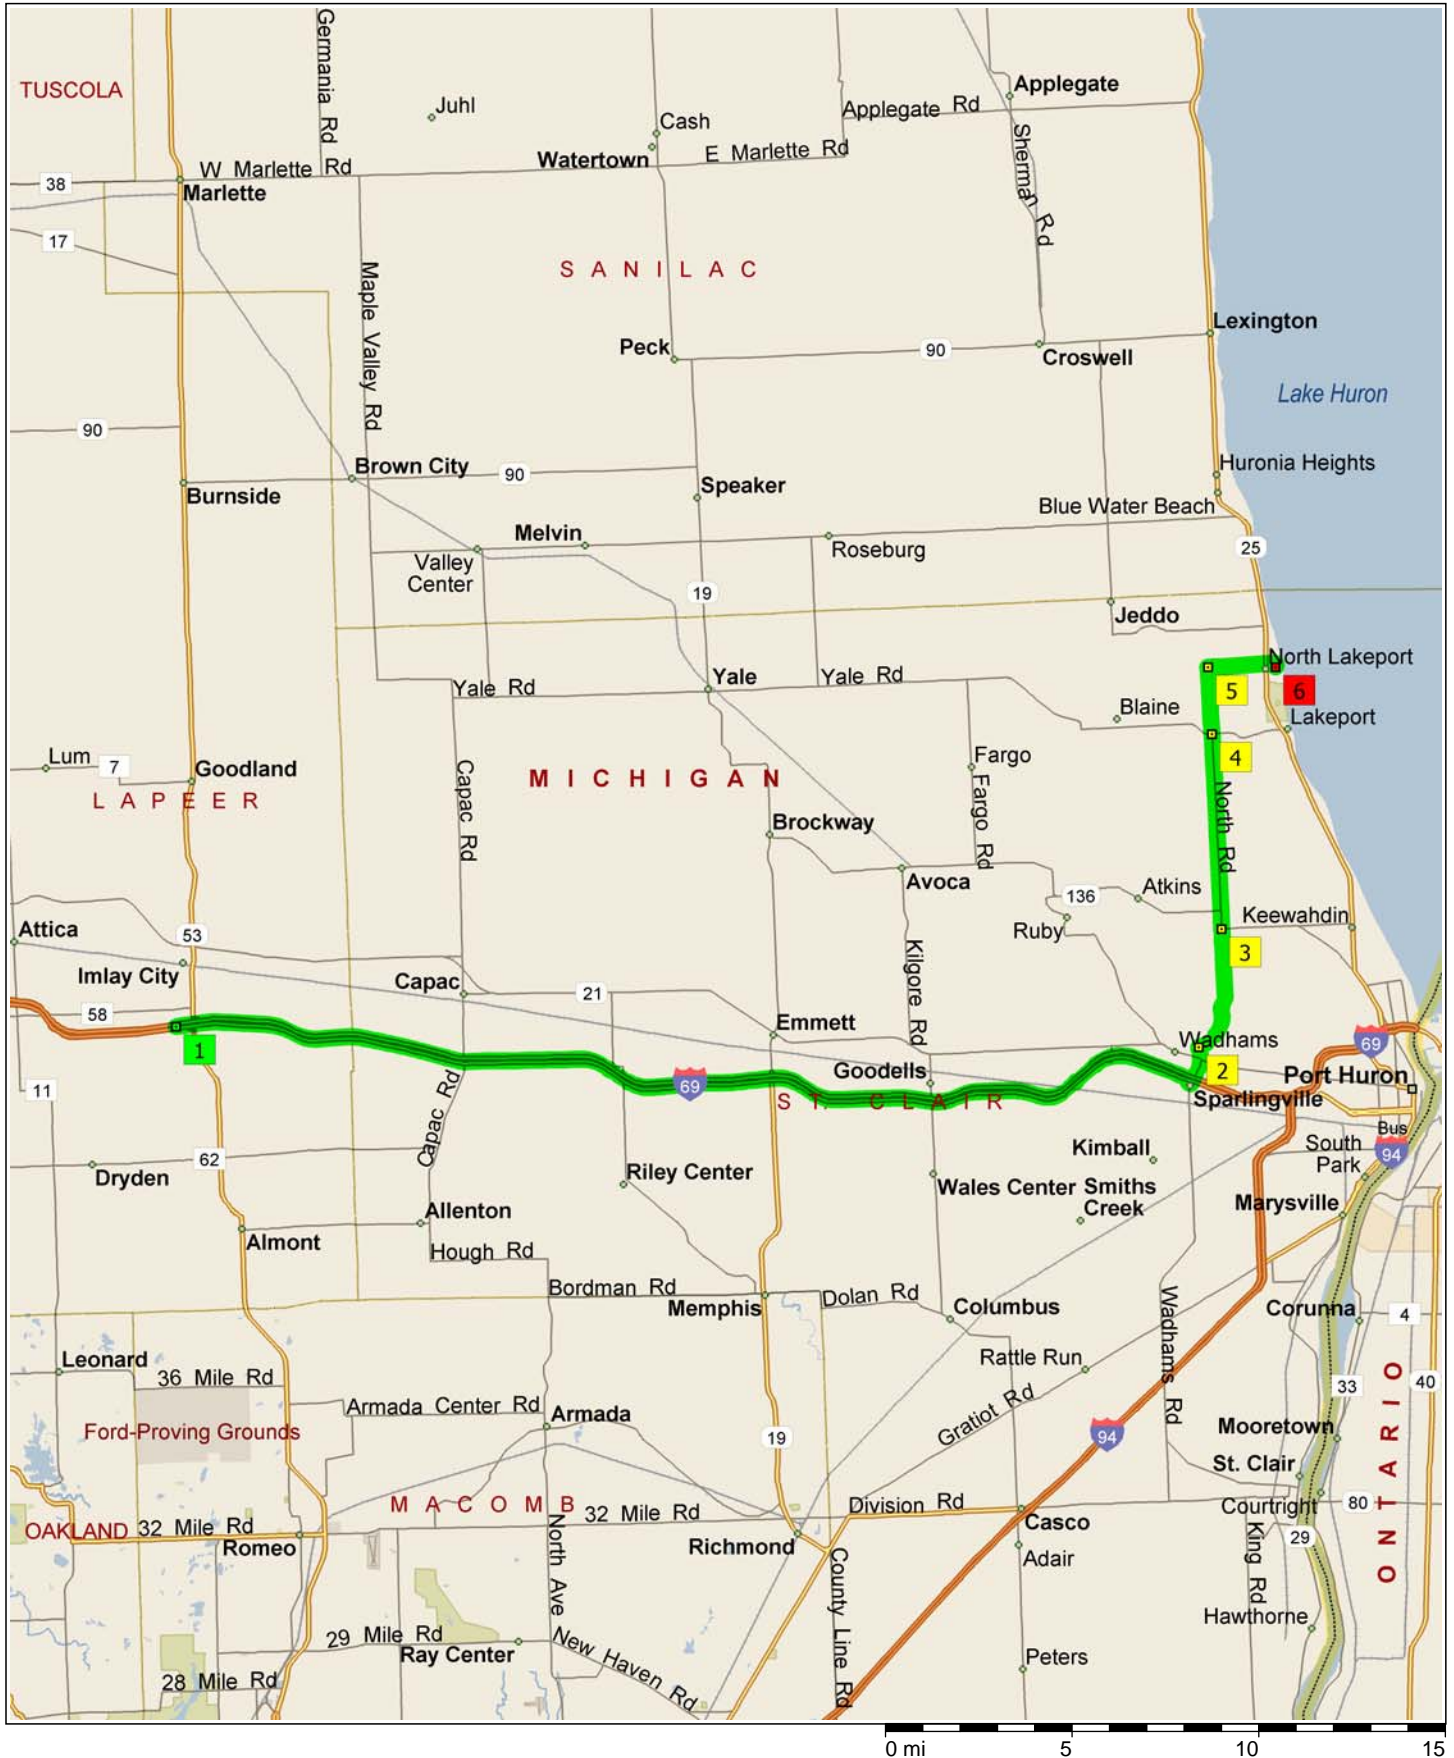 Germania Rd
TUSCOLA
Juhl
Applegate
Cash
Applegate Rd
Watertown
E Marlette Rd
W Marlette Rd
38
Marlette
Sherman Rd
17
SANILAC
Maple Valley Rd
Lexington
Peck
90
Croswell
Lake Huron
90
Brown City
90
Huronia Heights
Burnside
Speaker
Blue Water Beach
Melvin
Roseburg
25
Valley
Center
19
Jeddo
North Lakeport
Yale
Yale Rd
Yale Rd
5
6
Blaine
Lakeport
Lum
7
Goodland
Fargo
4
MICHIGAN
LAPEER
Capac Rd
Fargo Rd
North Rd
Brockway
Avoca
Atkins
136
Keewahdin
Attica
53
Ruby
3
Imlay City
Capac
Kilgore Rd
21
58
Emmett
Wadhams
69
1
Goodells
2
Port Huron
69
11
ST. CLAIR
Sparlingville
Capac Rd
Bus
94
Kimball
South
Park
62
Dryden
Riley Center
Wales Center
Smiths
Creek
Marysville
Allenton
Almont
Hough Rd
Bordman Rd
Dolan Rd
Memphis
Columbus
Wadhams Rd
Corunna
4
Leonard
Rattle Run
36 Mile Rd
33
40
Armada Center Rd
Armada
Gratiot Rd
ONTARIO
Ford-Proving Grounds
19
94
Mooretown
St. Clair
MACOMB
Division Rd
Courtright
80
OAKLAND
32 Mile Rd
32 Mile Rd
Casco
Romeo
North Ave
Richmond
29
Adair
King Rd
County Line Rd
Hawthorne
29 Mile Rd
New Haven Rd
Ray Center
Peters
28 Mile Rd
0 mi
5
10
15